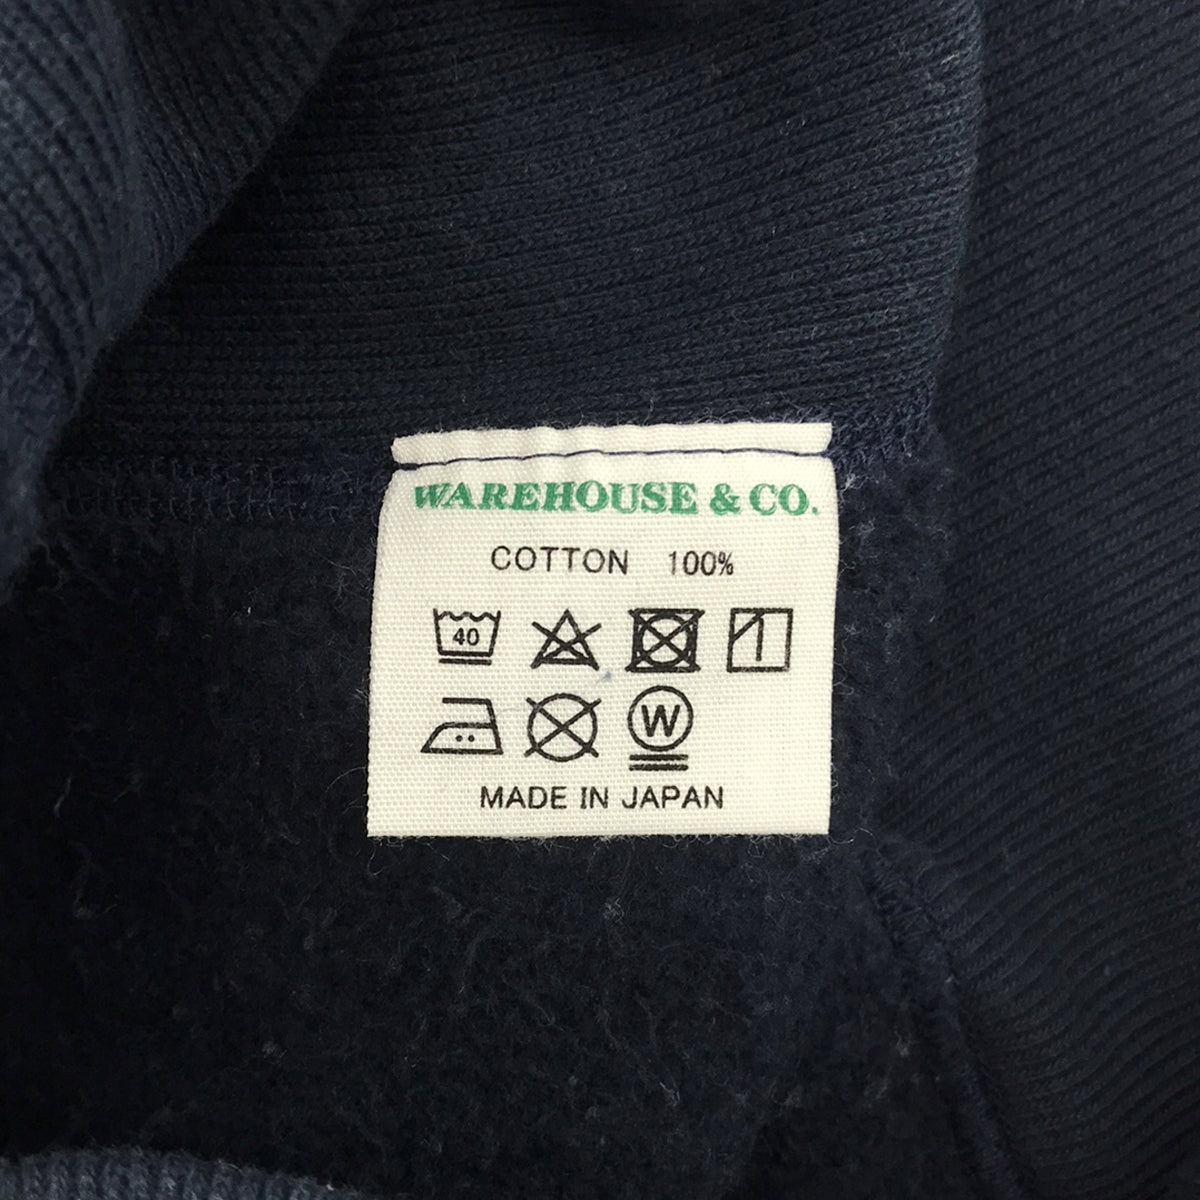 WAREHOUSE & CO.
COTTON 100%
40
W
MADE IN JAPAN